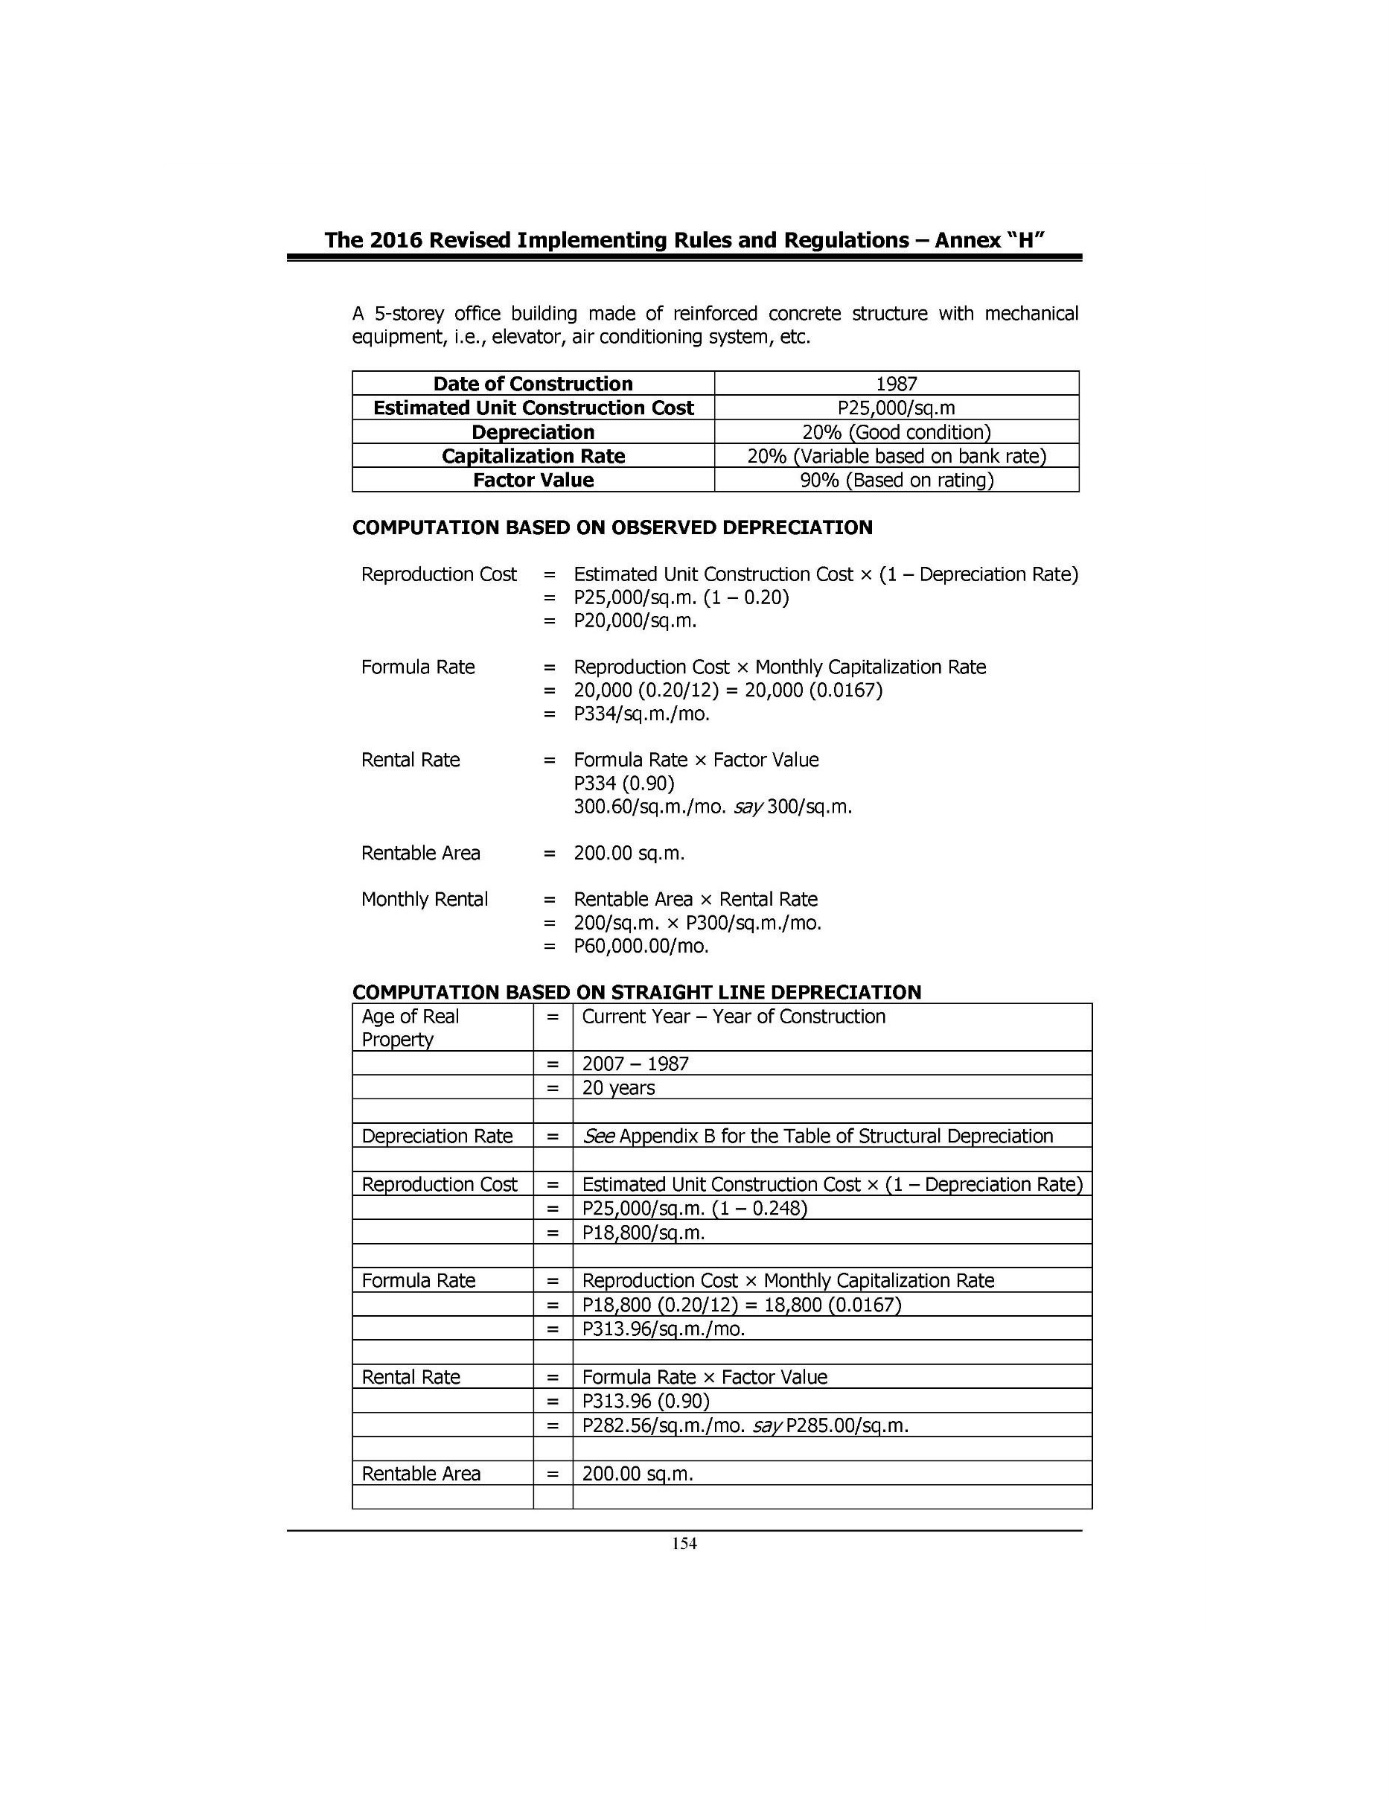 The 2016 Revised Implementing Rules and Regulations – Annex "H"
A 5-storey office building made of reinforced concrete structure with mechanical
equipment, i.e., elevator, air conditioning system, etc.
Date of Construction 1987
Estimated Unit Construction Cost P25,000/sq.m
Depreciation 20% (Good condition)
Capitalization Rate 20% (Variable based on bank rate)
Factor Value 90% (Based on rating)
COMPUTATION BASED ON OBSERVED DEPRECIATION
Reproduction Cost = Estimated Unit Construction Cost × (1 – Depreciation Rate)
= P25,000/sq.m. (1 – 0.20)
= P20,000/sq.m.
Formula Rate = Reproduction Cost × Monthly Capitalization Rate
= 20,000 (0.20/12) = 20,000 (0.0167)
= P334/sq.m./mo.
Rental Rate = Formula Rate × Factor Value
P334 (0.90)
300.60/sq.m./mo. say 300/sq.m.
Rentable Area = 200.00 sq.m.
Monthly Rental = Rentable Area × Rental Rate
= 200/sq.m. × P300/sq.m./mo.
= P60,000.00/mo.
COMPUTATION BASED ON STRAIGHT LINE DEPRECIATION
Age of Real = Current Year – Year of Construction
Property
= 2007 – 1987
= 20 years
Depreciation Rate = See Appendix B for the Table of Structural Depreciation
Reproduction Cost = Estimated Unit Construction Cost × (1 – Depreciation Rate)
= P25,000/sq.m. (1 – 0.248)
= P18,800/sq.m.
Formula Rate = Reproduction Cost × Monthly Capitalization Rate
= P18,800 (0.20/12) = 18,800 (0.0167)
= P313.96/sq.m./mo.
Rental Rate = Formula Rate × Factor Value
= P313.96 (0.90)
= P282.56/sq.m./mo. say P285.00/sq.m.
Rentable Area = 200.00 sq.m.
154